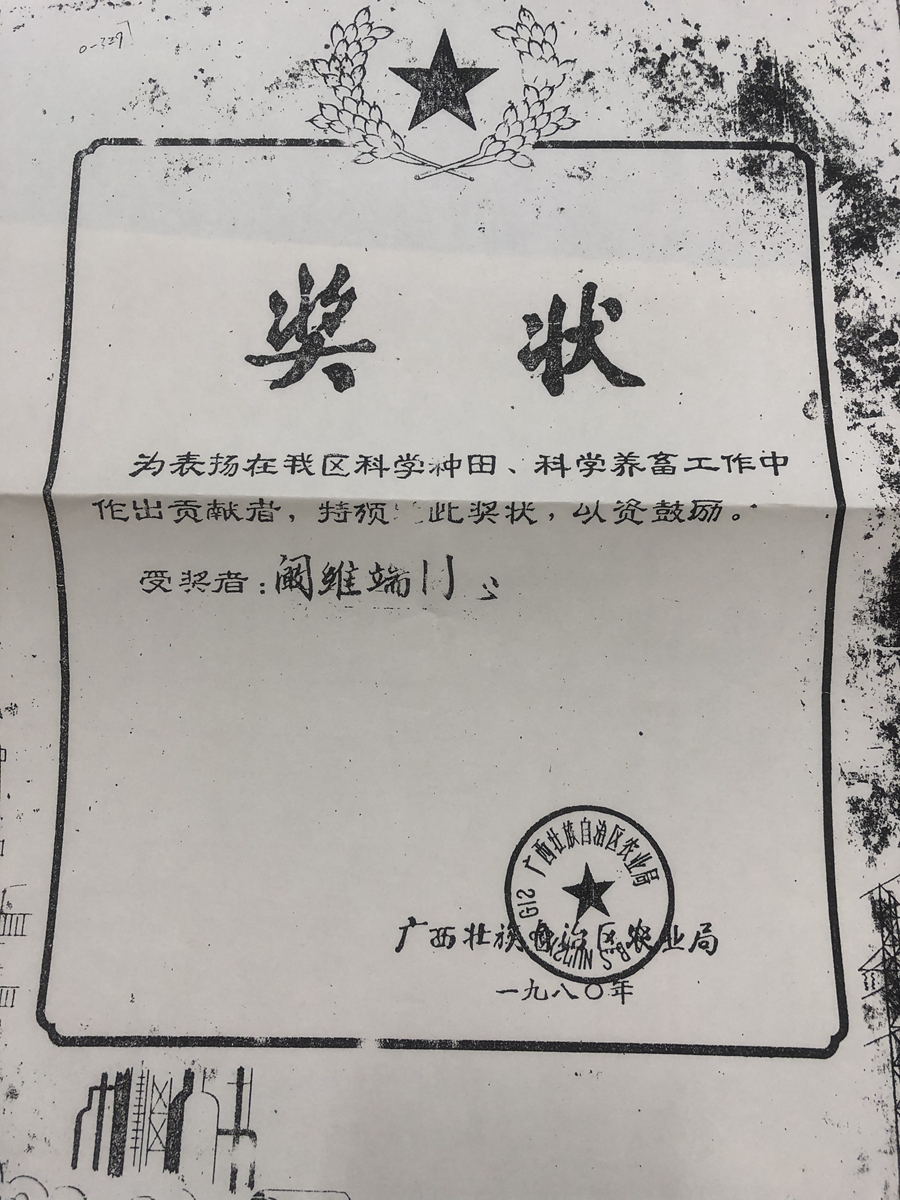 0-329
奖 状
为表扬在我区科学种田、科学养畜工作中
作出贡献者，特颁 此奖状，以资鼓励。
受奖者：阚维端
广西壮族自治区农业局
广西壮族自治区农业局
一九八〇年